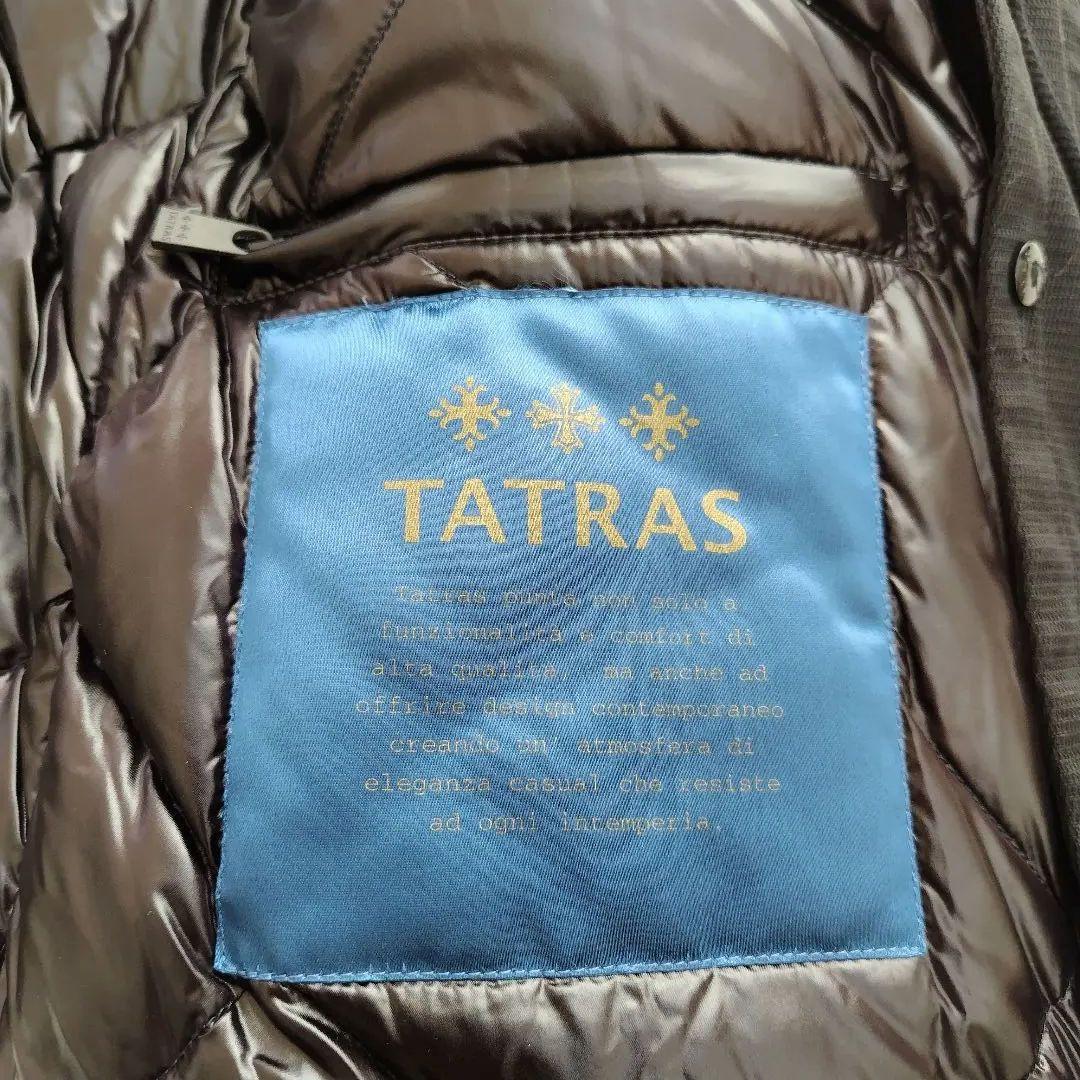 TATRAS
TATRAS
Tatras punta non solo a
funzionalità e comfort di
alta qualità, ma anche ad
offrire design contemporaneo
creando un' atmosfera di
eleganza casual che resiste
ad ogni intemperia.